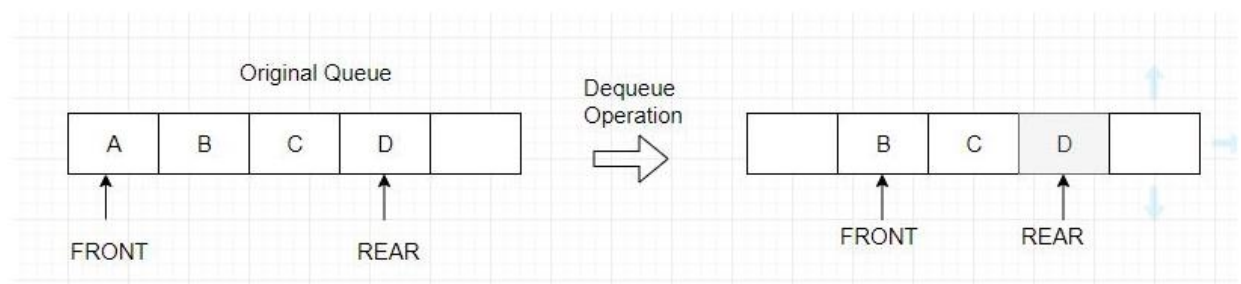 Original Queue
Dequeue
Operation
A B C D
B C D
FRONT REAR
FRONT REAR